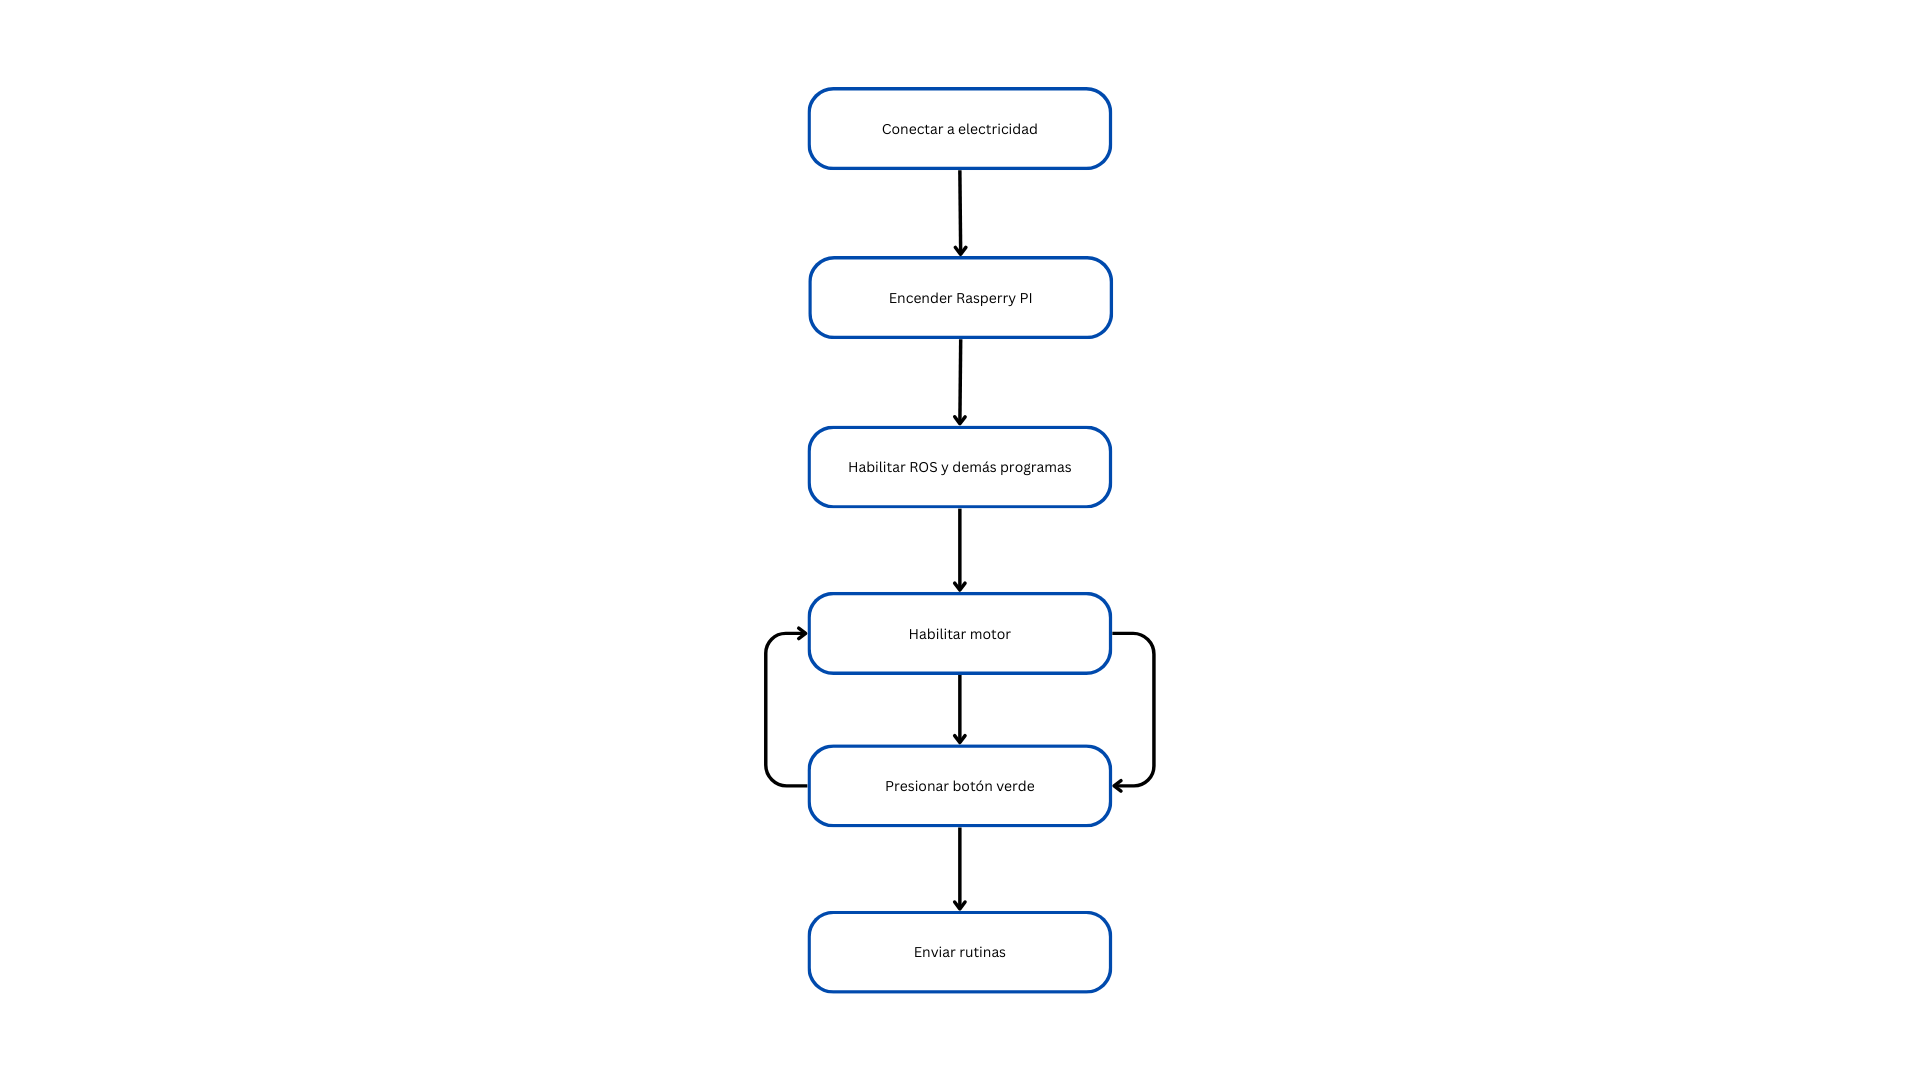 Conectar a electricidad
Encender Rasperry PI
Habilitar ROS y demás programas
Habilitar motor
Presionar botón verde
Enviar rutinas